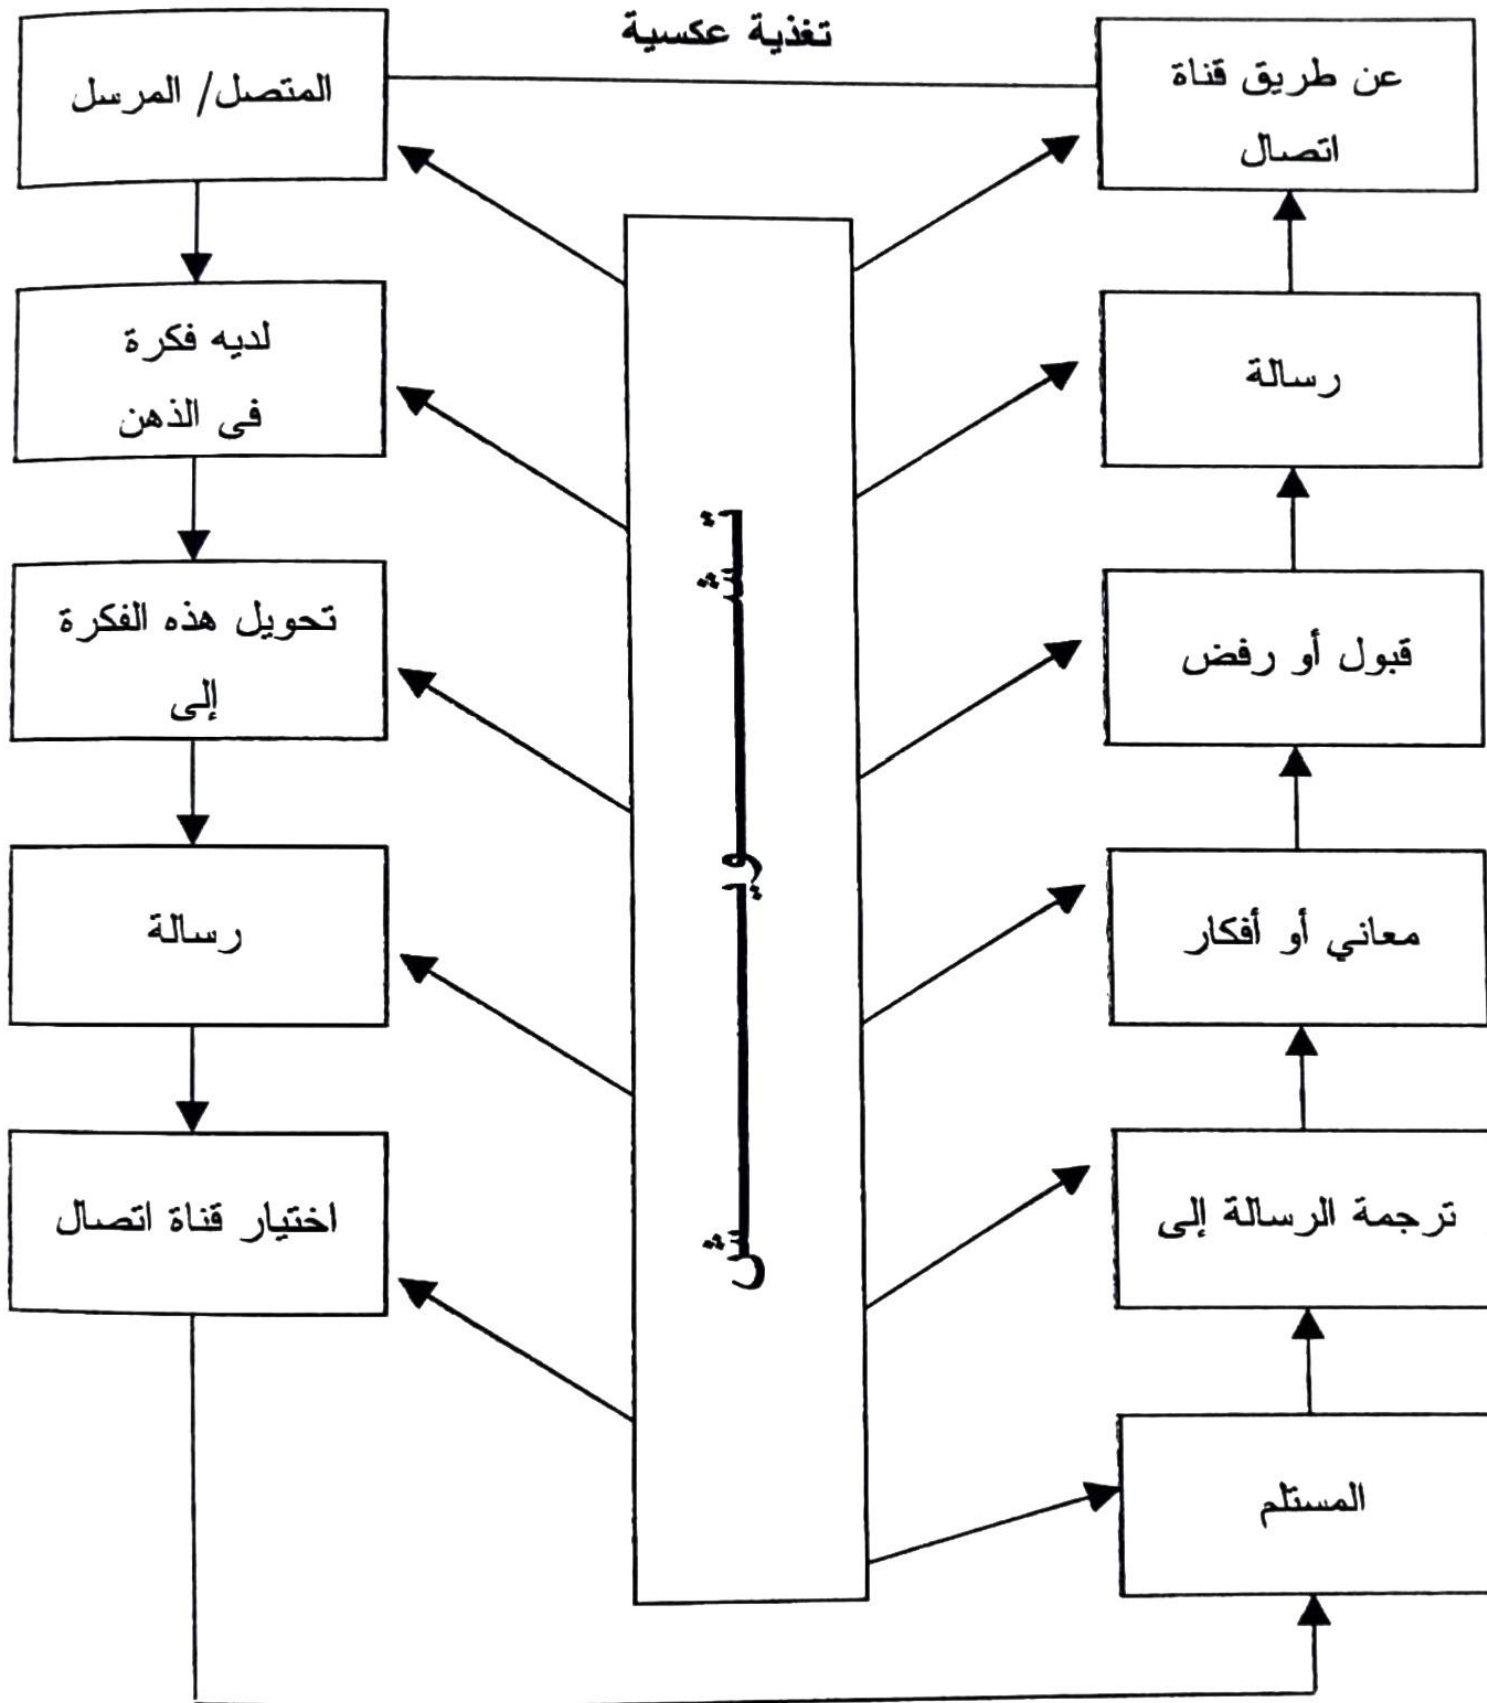 تغذية عكسية
عن طريق قناة
اتصال
رسالة
قبول أو رفض
معاني أو أفكار
ترجمة الرسالة إلى
المستلم
تشويش
المتصل/ المرسل
لديه فكرة
فى الذهن
تحويل هذه الفكرة
إلى
رسالة
اختيار قناة اتصال